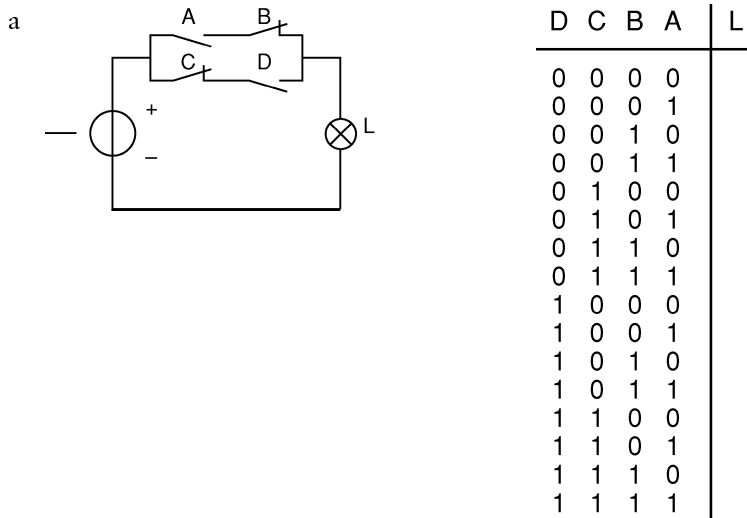 a
A B
C D
+
–
L
D C B A L
0 0 0 0
0 0 0 1
0 0 1 0
0 0 1 1
0 1 0 0
0 1 0 1
0 1 1 0
0 1 1 1
1 0 0 0
1 0 0 1
1 0 1 0
1 0 1 1
1 1 0 0
1 1 0 1
1 1 1 0
1 1 1 1